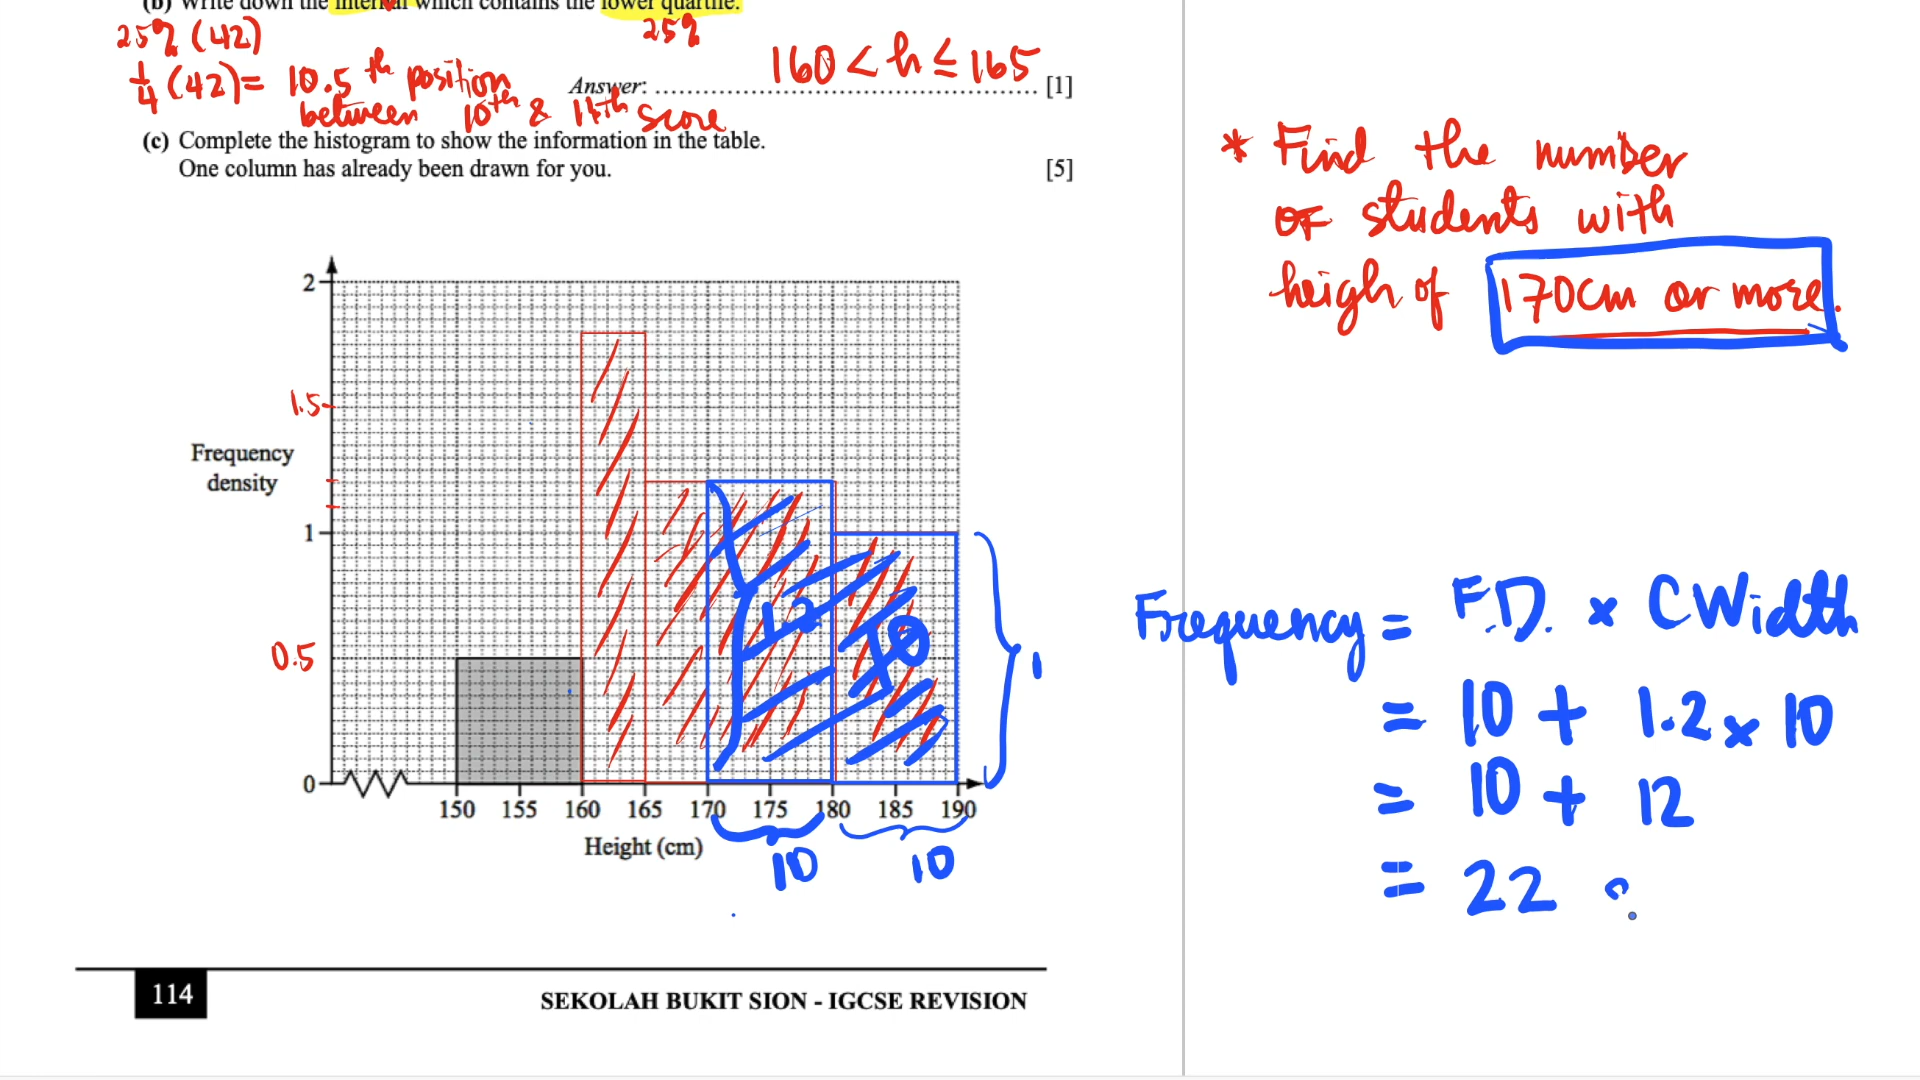 (b) Write down the interval which contains the lower quartile.
25% (42)
25%
1/4 (42) = 10.5 th position
between 10th & 11th score
160 < h ≤ 165
Answer: ........................................................ [1]
(c) Complete the histogram to show the information in the table.
One column has already been drawn for you. [5]
2
1.5
Frequency
density
1
0.5
0
1.2
10
1
150 155 160 165 170 175 180 185 190
Height (cm)
10 10
114
SEKOLAH BUKIT SION - IGCSE REVISION
* Find the number
of students with
heigh of 170cm or more.
Frequency = F.D. × CWidth
= 10 + 1.2 × 10
= 10 + 12
= 22